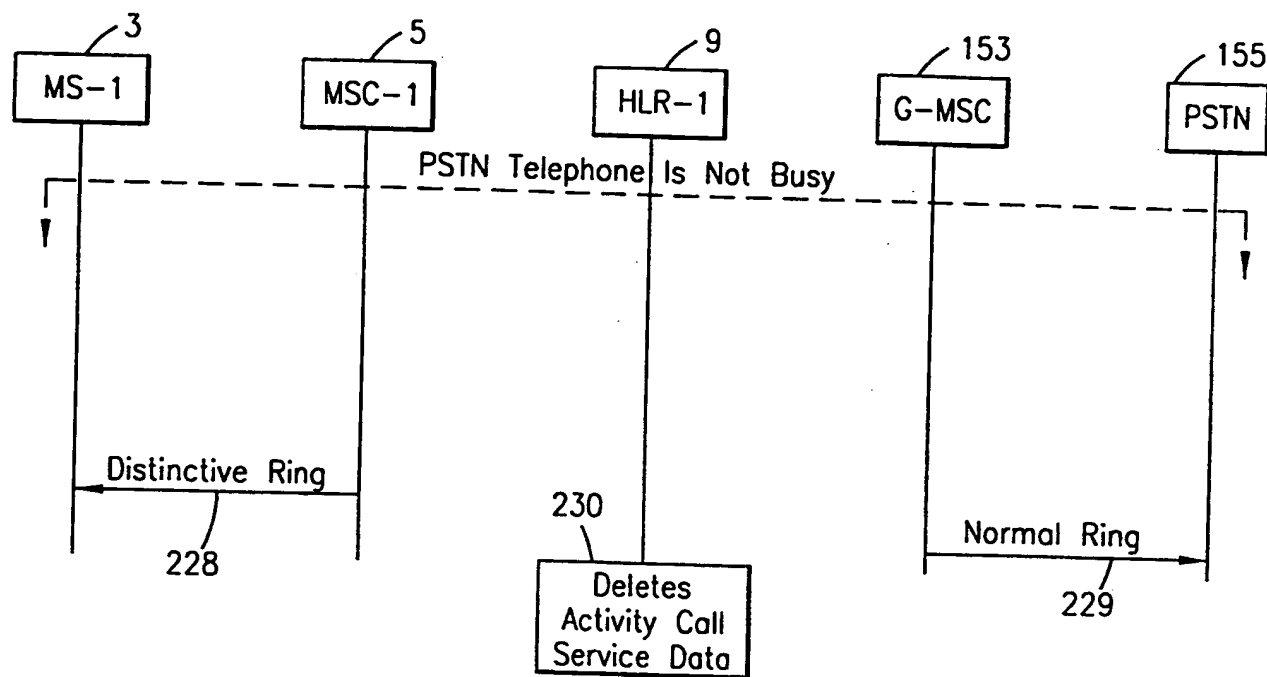 3
5
9
153
155
MS-1
MSC-1
HLR-1
G-MSC
PSTN
PSTN Telephone Is Not Busy
Distinctive Ring
228
230
Normal Ring
229
Deletes
Activity Call
Service Data